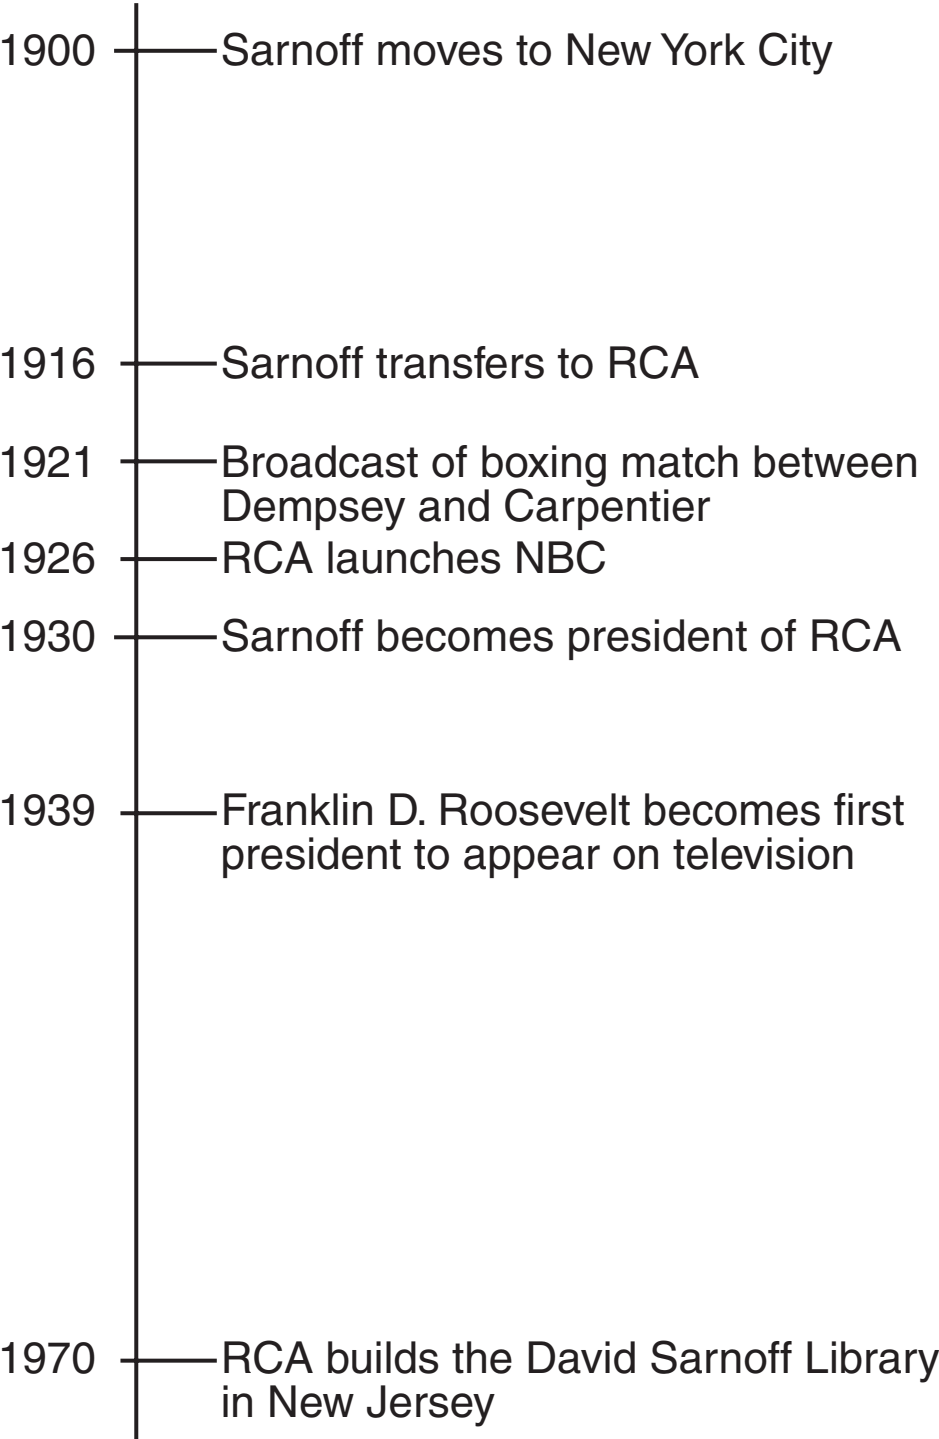 1900 Sarnoff moves to New York City
1916 Sarnoff transfers to RCA
1921 Broadcast of boxing match between
Dempsey and Carpentier
1926 RCA launches NBC
1930 Sarnoff becomes president of RCA
1939 Franklin D. Roosevelt becomes first
president to appear on television
1970 RCA builds the David Sarnoff Library
in New Jersey